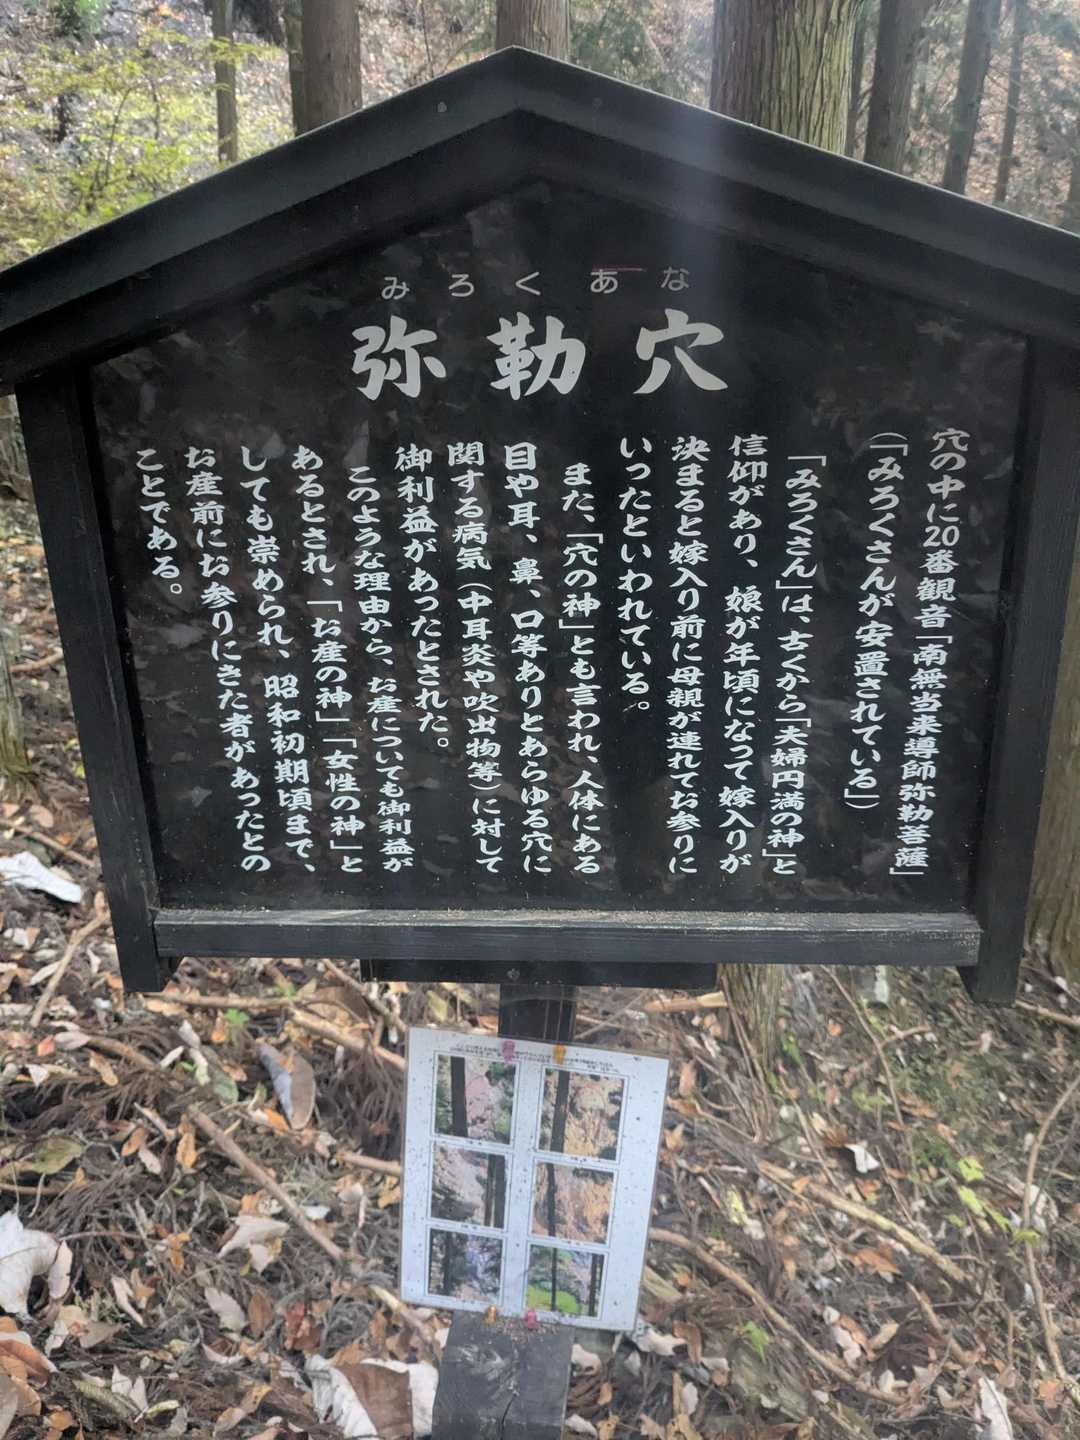 みろくあな
弥勒穴
穴の中に20番観音「南無当来導師弥勒菩薩」
(「みろくさんが安置されている」)
「みろくさん」は、古くから「夫婦円満の神」と
信仰があり、娘が年頃になって嫁入りが
決まると嫁入り前に母親が連れてお参りに
いったといわれている。
また、「穴の神」とも言われ、人体にある
目や耳、鼻、口等ありとあらゆる穴に
関する病気(中耳炎や吹出物等)に対して
御利益があったとされた。
このような理由から、お産についても御利益が
あるとされ、「お産の神」「女性の神」と
しても崇められ、昭和初期頃まで、
お産前にお参りにきた者があったとの
ことである。